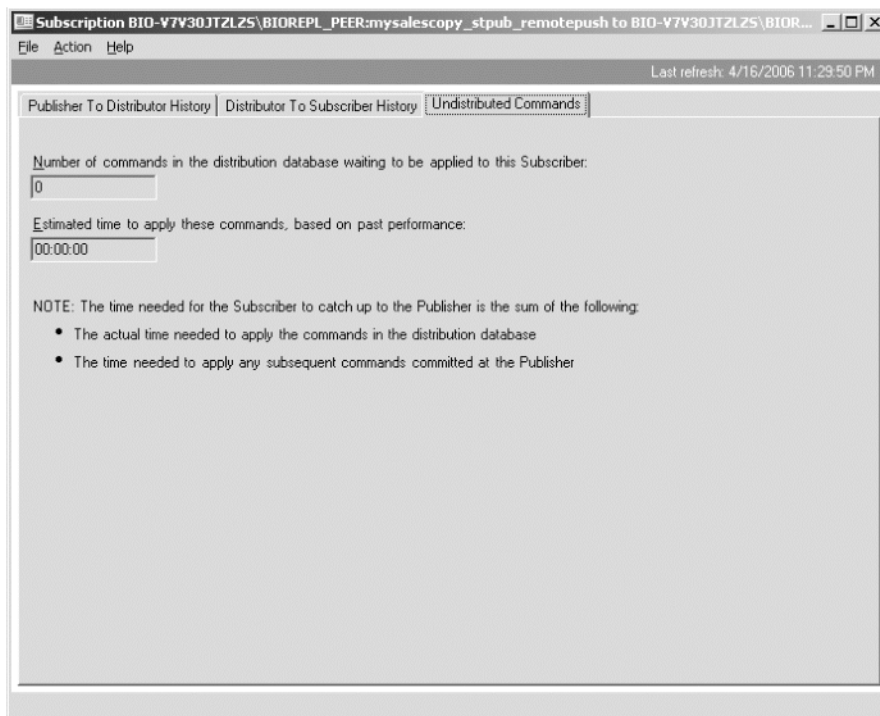 Subscription BIO-V7V30JTZLZS\BIOREPL_PEER:mysalescopy_stpub_remotepush to BIO-V7V30JTZLZS\BIOR...
File Action Help
Last refresh: 4/16/2006 11:29:50 PM
Publisher To Distributor History Distributor To Subscriber History Undistributed Commands
Number of commands in the distribution database waiting to be applied to this Subscriber:
0
Estimated time to apply these commands, based on past performance:
00:00:00
NOTE: The time needed for the Subscriber to catch up to the Publisher is the sum of the following:
• The actual time needed to apply the commands in the distribution database
• The time needed to apply any subsequent commands committed at the Publisher